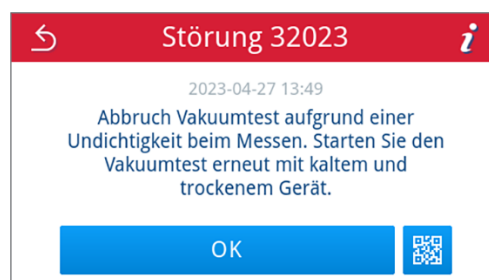 Störung 32023
i
2023-04-27 13:49
Abbruch Vakuumtest aufgrund einer
Undichtigkeit beim Messen. Starten Sie den
Vakuumtest erneut mit kaltem und
trockenem Gerät.
OK